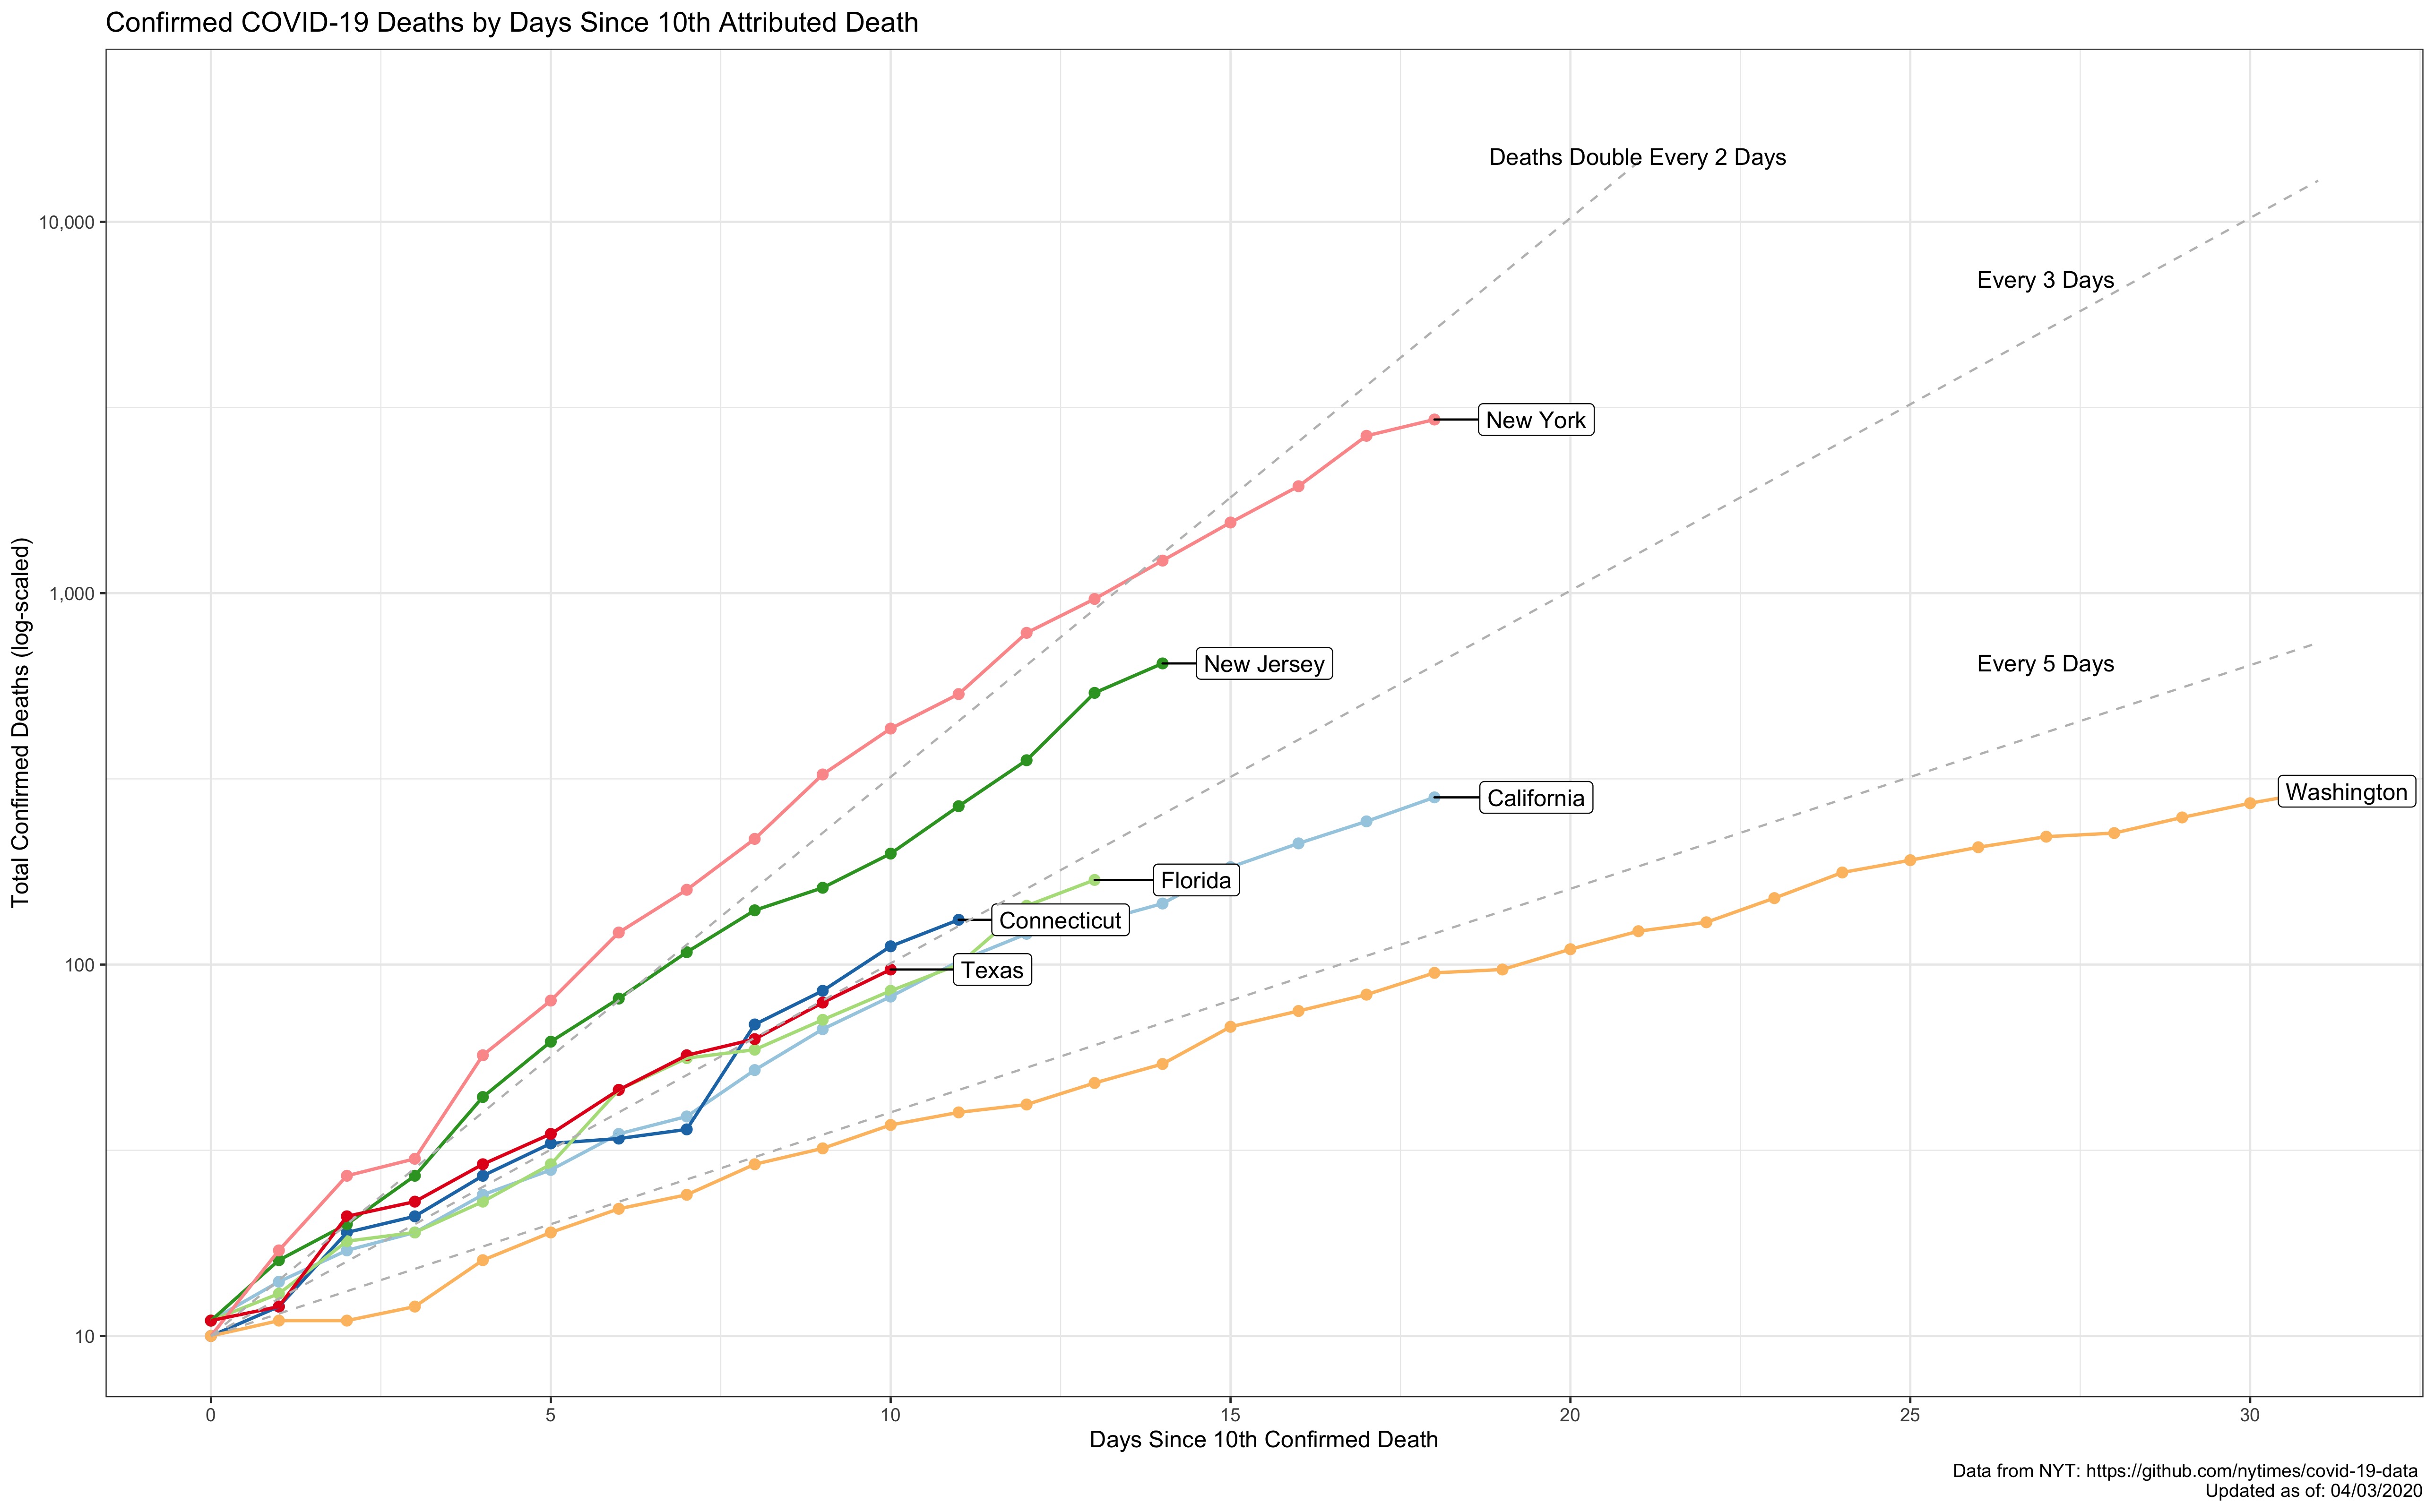 Confirmed COVID-19 Deaths by Days Since 10th Attributed Death
Total Confirmed Deaths (log-scaled)
10,000
1,000
100
10
Deaths Double Every 2 Days
Every 3 Days
New York
Every 5 Days
New Jersey
California
Washington
Florida
Connecticut
Texas
0 5 10 15 20 25 30
Days Since 10th Confirmed Death
Data from NYT: https://github.com/nytimes/covid-19-data
Updated as of: 04/03/2020